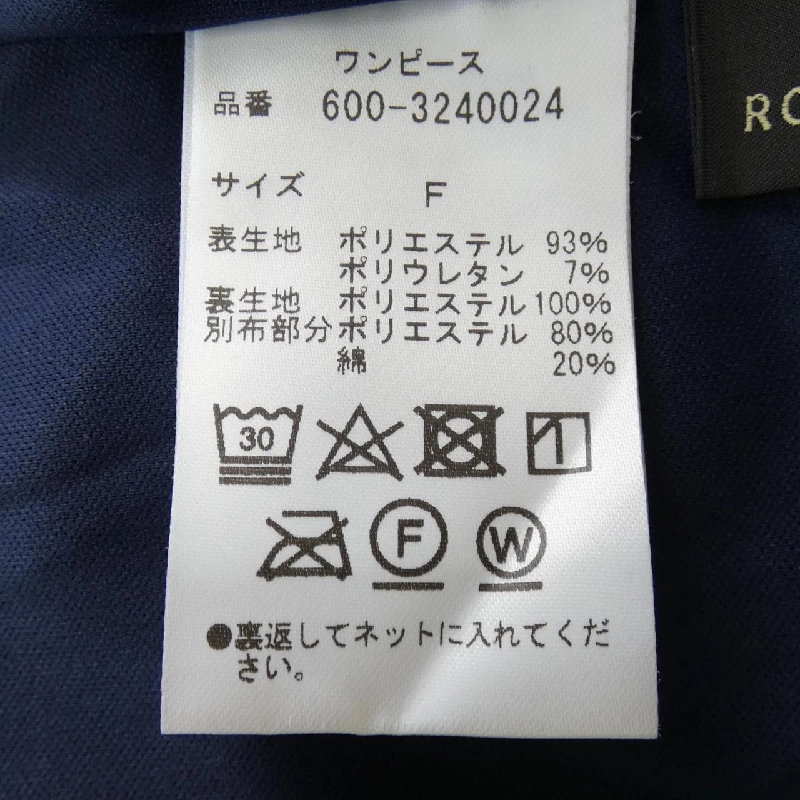 ワンピース
品番 600-3240024
サイズ F
表生地 ポリエステル 93%
ポリウレタン 7%
裏生地 ポリエステル 100%
別布部分 ポリエステル 80%
綿 20%
30
1
F
W
●裏返してネットに入れてくだ
さい。